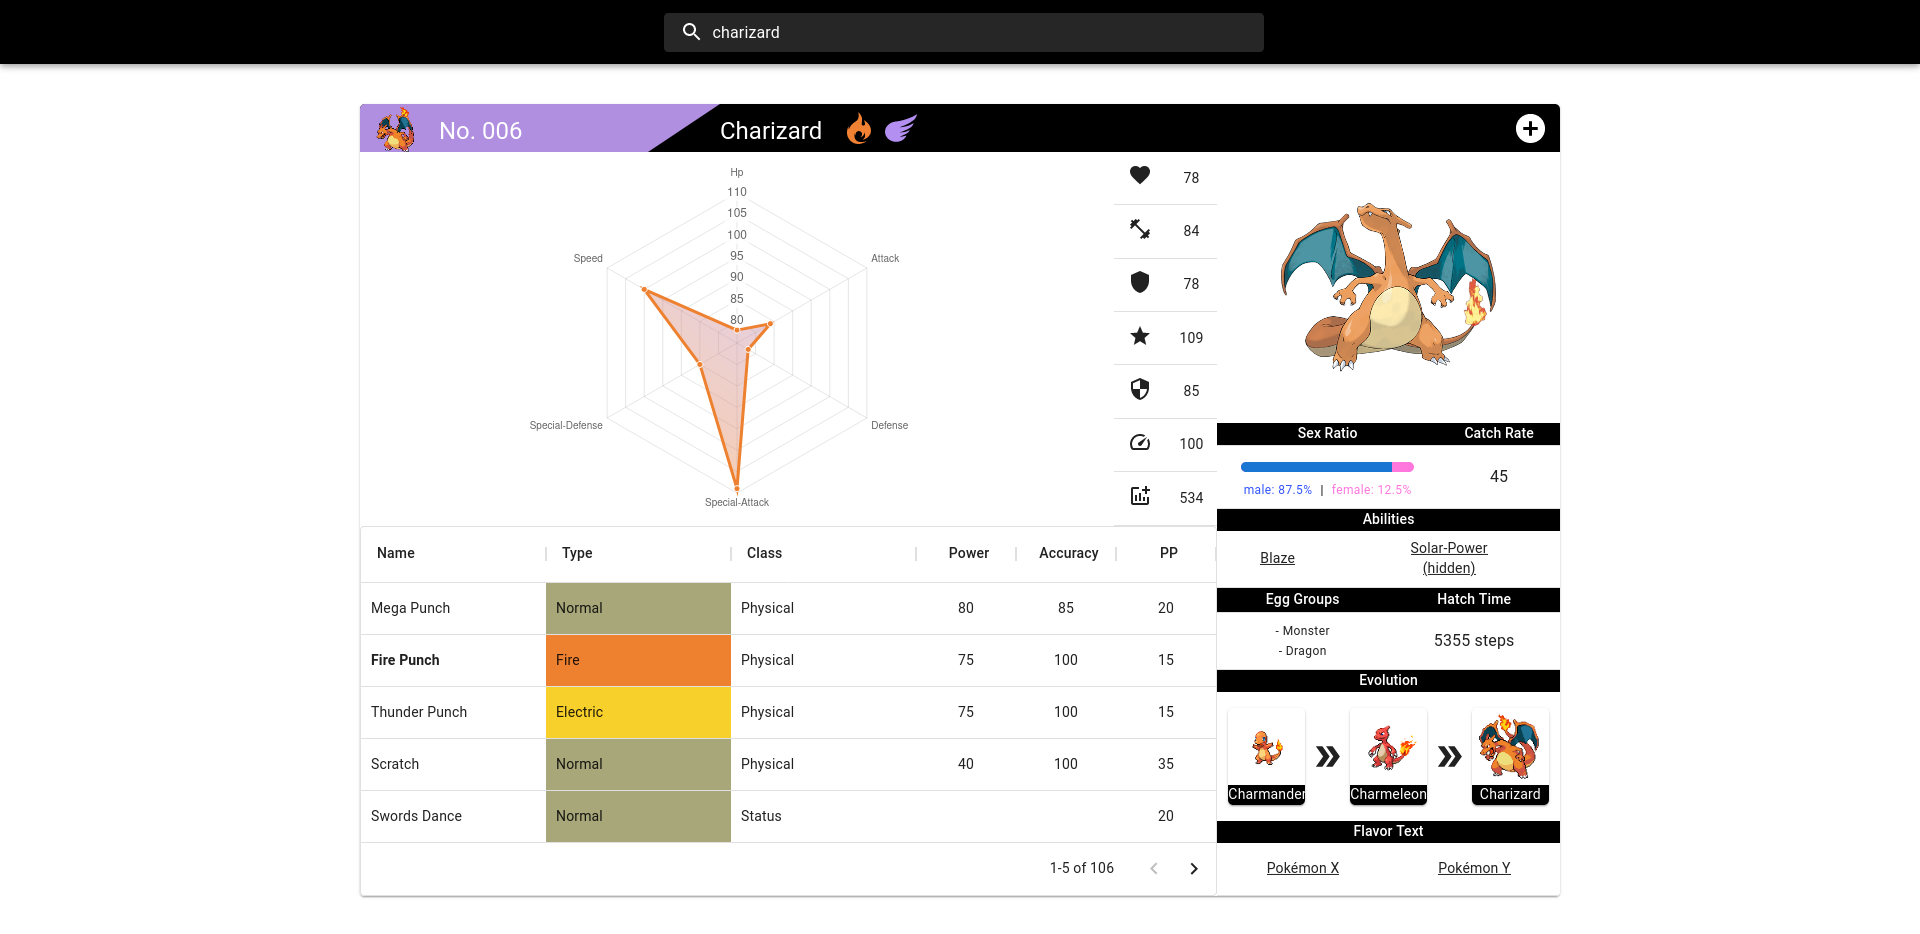 charizard
No. 006
Charizard
Hp
110
105
100
95
90
85
80
Speed
Attack
Special-Defense
Defense
Special-Attack
78
84
78
109
85
100
534
Sex Ratio Catch Rate
male: 87.5% | female: 12.5%
45
Abilities
Blaze
Solar-Power
(hidden)
Egg Groups Hatch Time
- Monster
- Dragon
5355 steps
Evolution
Charmander Charmeleon Charizard
Flavor Text
Pokémon X Pokémon Y
Name Type Class Power Accuracy PP
Mega Punch Normal Physical 80 85 20
Fire Punch Fire Physical 75 100 15
Thunder Punch Electric Physical 75 100 15
Scratch Normal Physical 40 100 35
Swords Dance Normal Status 20
1-5 of 106